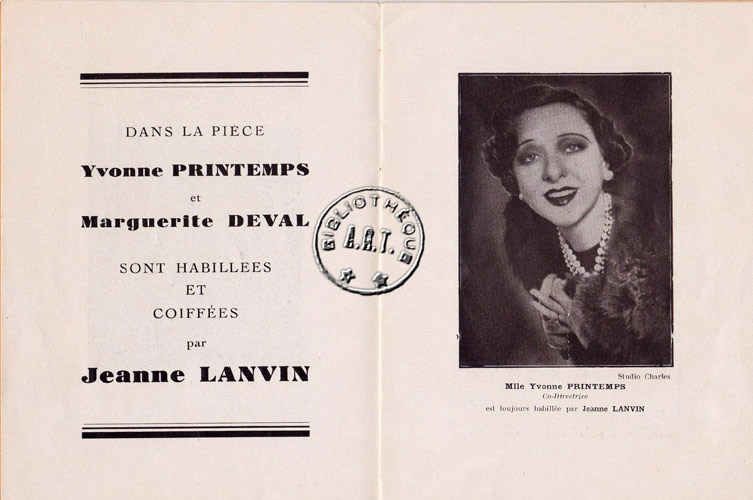 DANS LA PIÉCE
Yvonne PRINTEMPS
et
Marguerite DEVAL
SONT HABILLEES
ET
COIFFÉES
par
Jeanne LANVIN
BIBLIOTHÈQUE
A.R.T.
Studio Charles
Mlle Yvonne PRINTEMPS
Co-Directrice
est toujours habillée par Jeanne LANVIN